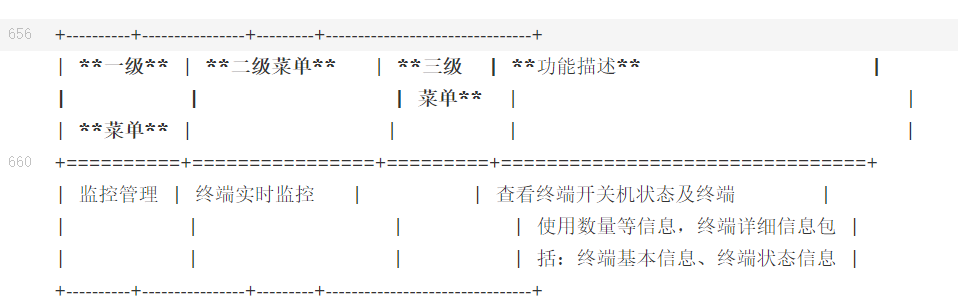 656 +----------+----------------+---------+--------------------------------+
| **一级** | **二级菜单** | **三级 | **功能描述** |
| | | 菜单** | |
| **菜单** | | | |
660 +==========+================+=========+================================+
| 监控管理 | 终端实时监控 | | 查看终端开关机状态及终端 |
| | | | 使用数量等信息，终端详细信息包 |
| | | | 括：终端基本信息、终端状态信息 |
+----------+----------------+---------+--------------------------------+